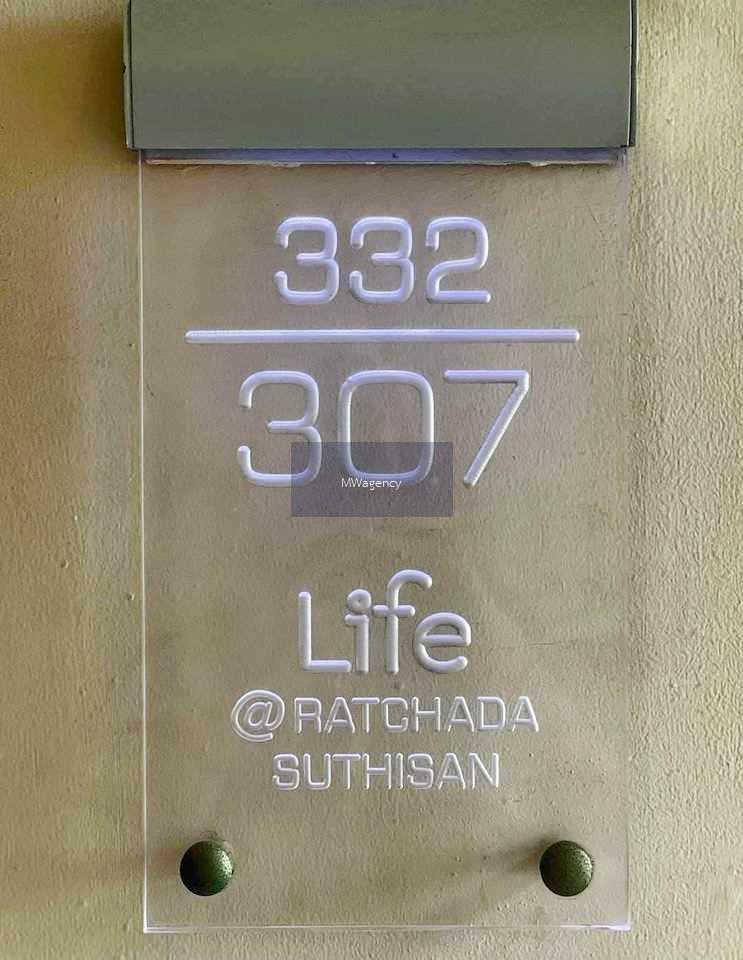 332
307
MWagency
Life
@RATCHADA
SUTHISAN